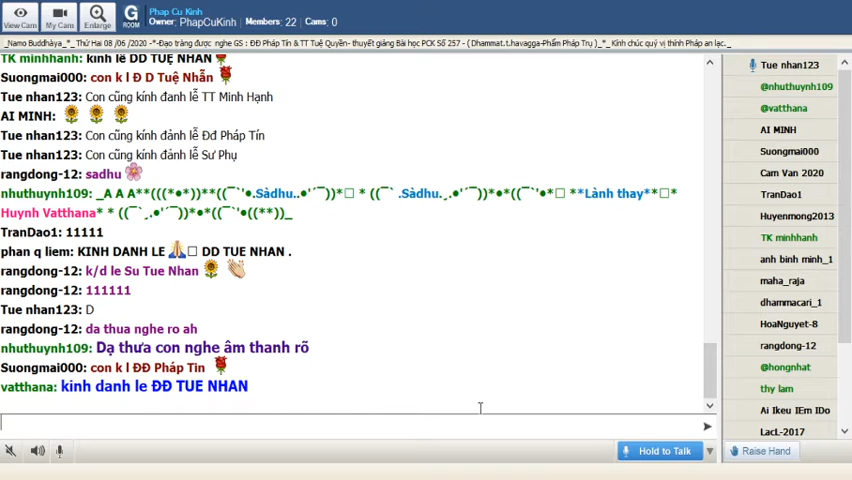 View Cam
My Cam
Enlarge
G
ROOM
Phap Cu Kinh
Owner: PhapCuKinh Members: 22 Cams: 0
_Namo Buddhàya_*_ Thứ Hai 08 /06 /2020 -*-Đạo tràng được nghe GS : ĐĐ Pháp Tín & TT Tuệ Quyền- thuyết giảng Bài học PCK Số 257 - ( Dhammat.t.havagga-Phẩm Pháp Trụ )_*_ Kính chúc quý vị thính Pháp an lạc._
TK minhhanh: kinh lễ DD TUỆ NHẪN
Suongmai000: con k l Đ D Tuệ Nhẫn
Tue nhan123: Con cũng kính đanh lễ TT Minh Hạnh
AI MINH:
Tue nhan123: Con cũng kính đảnh lễ Đđ Pháp Tín
Tue nhan123: Con cũng kính đảnh lễ Sư Phụ
rangdong-12: sadhu
nhuthuynh109: _A A A**(((*•*))**((¯`'•.Sàdhu..•'´¯))*•*□ * ((¯` .Sàdhu.¸.•'´¯))*•*((¯`'•*□ **Lành thay**□*
Huynh Vatthana* * ((¯`¸.•'´¯))*•*((¯`'•((**))_
TranDao1: 11111
phan q liem: KINH DANH LE □ DD TUE NHAN .
rangdong-12: k/d le Su Tue Nhan
rangdong-12: 111111
Tue nhan123: D
rangdong-12: da thua nghe ro ah
nhuthuynh109: Dạ thưa con nghe âm thanh rõ
Suongmai000: con k l ĐĐ Pháp Tin
vatthana: kinh danh le ĐĐ TUE NHAN
Hold to Talk
Tue nhan123
@nhuthuynh109
@vatthana
AI MINH
Suongmai000
Cam Van 2020
TranDao1
Huyenmong2013
TK minhhanh
anh binh minh_1
maha_raja
dhammacari_1
HoaNguyet-8
rangdong-12
@hongnhat
thy lam
Ai Ikeu IEm IDo
LacL-2017
Raise Hand